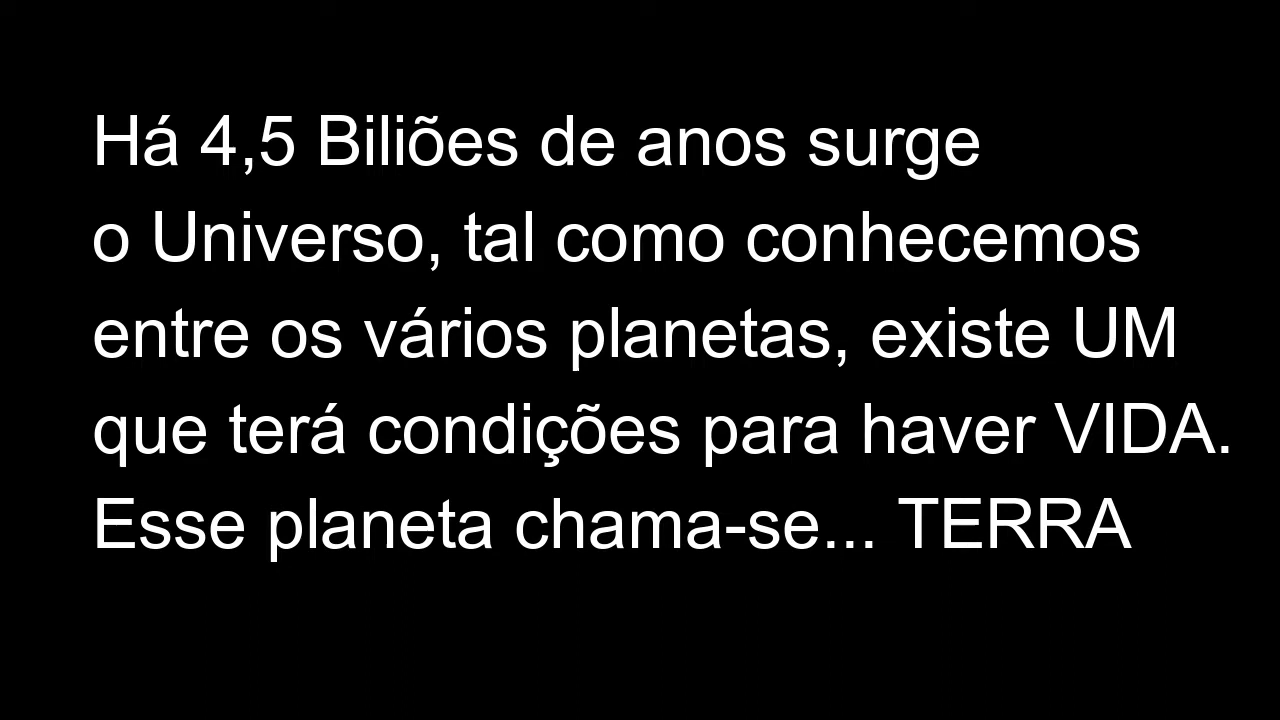 Há 4,5 Biliões de anos surge
o Universo, tal como conhecemos
entre os vários planetas, existe UM
que terá condições para haver VIDA.
Esse planeta chama-se... TERRA